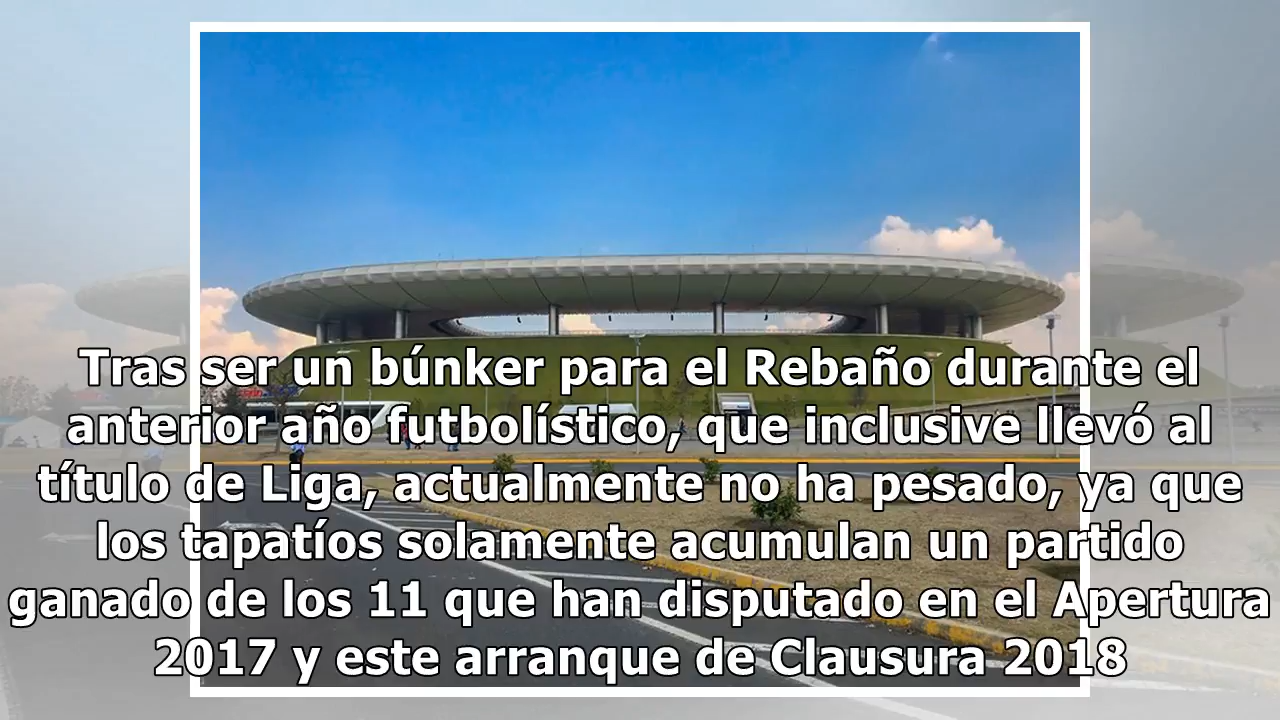 Tras ser un búnker para el Rebaño durante el
anterior año futbolístico, que inclusive llevó al
título de Liga, actualmente no ha pesado, ya que
los tapatíos solamente acumulan un partido
ganado de los 11 que han disputado en el Apertura
2017 y este arranque de Clausura 2018